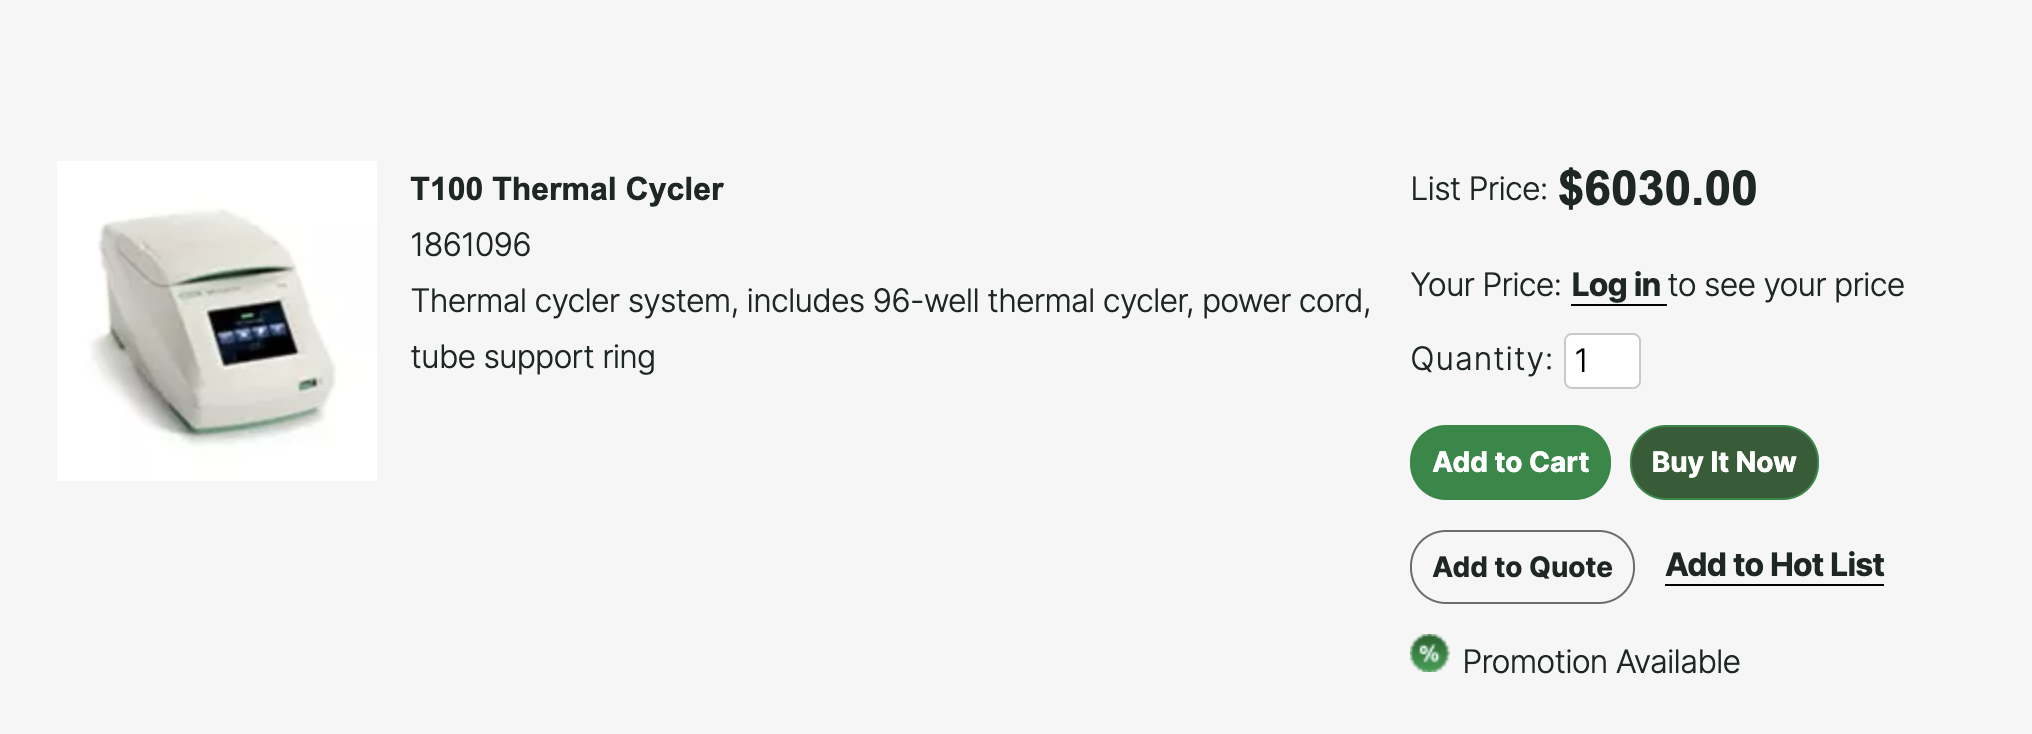 T100 Thermal Cycler
1861096
Thermal cycler system, includes 96-well thermal cycler, power cord,
tube support ring
List Price: $6030.00
Your Price: Log in to see your price
Quantity: 1
Add to Cart
Buy It Now
Add to Quote
Add to Hot List
%
Promotion Available